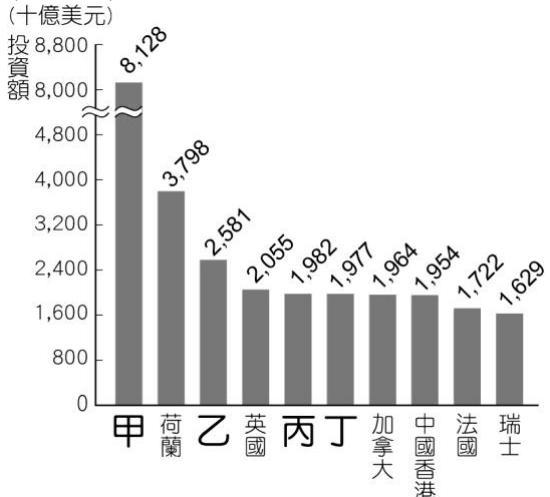 (十億美元)
投資額
8,800
8,000
4,800
4,000
3,200
2,400
1,600
800
0
8,128
3,798
2,581
2,055
1,982
1,977
1,964
1,954
1,722
1,629
甲
荷蘭
乙
英國
丙
丁
加拿大
中國香港
法國
瑞士